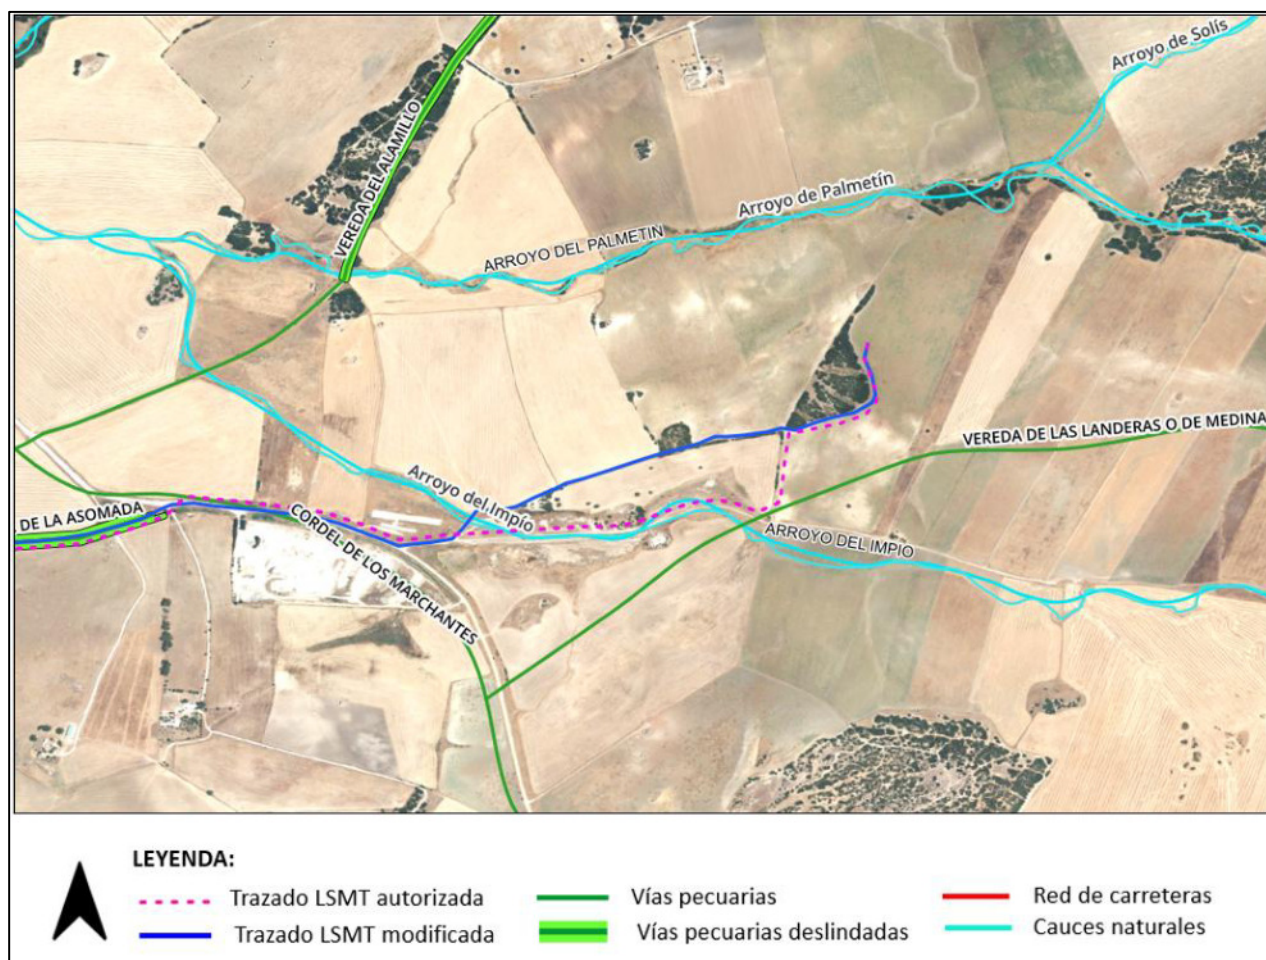 Arroyo de Solís
VEREDA DEL ALAMILLO
Arroyo de Palmetín
ARROYO DEL PALMETIN
VEREDA DE LAS LANDERAS O DE MEDINA
Arroyo del Impío
DE LA ASOMADA
CORDEL DE LOS MARCHANTES
ARROYO DEL IMPIO
LEYENDA:
Trazado LSMT autorizada
Vías pecuarias
Red de carreteras
Trazado LSMT modificada
Vías pecuarias deslindadas
Cauces naturales